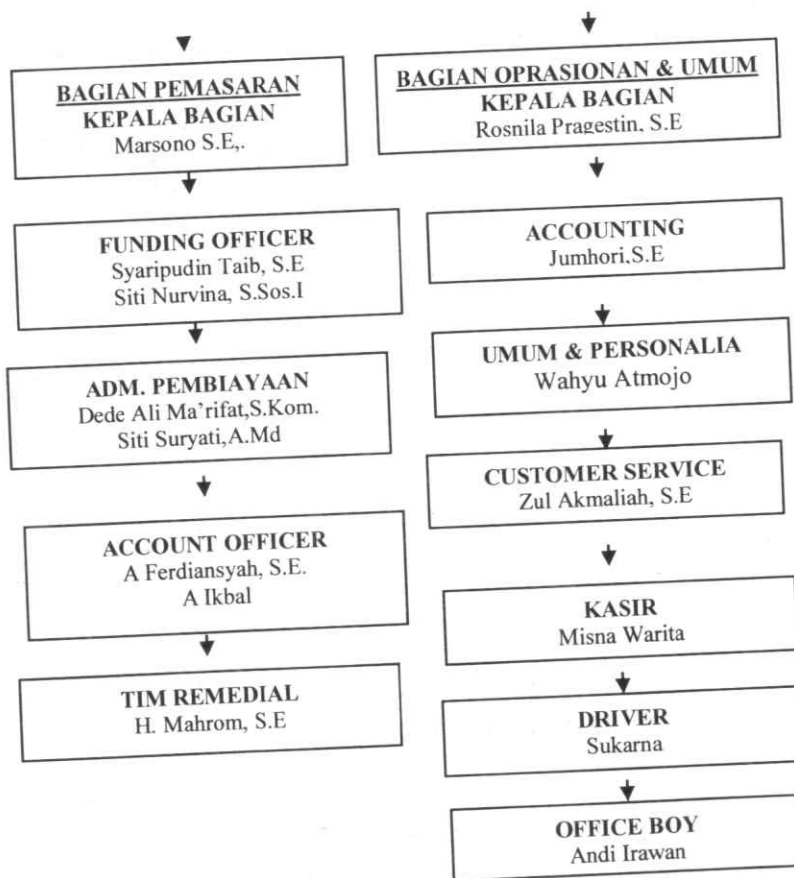 BAGIAN PEMASARAN
KEPALA BAGIAN
Marsono S.E,.
FUNDING OFFICER
Syaripudin Taib, S.E
Siti Nurvina, S.Sos.I
ADM. PEMBIAYAAN
Dede Ali Ma'rifat,S.Kom.
Siti Suryati,A.Md
ACCOUNT OFFICER
A Ferdiansyah, S.E.
A Ikbal
TIM REMEDIAL
H. Mahrom, S.E
BAGIAN OPRASIONAN & UMUM
KEPALA BAGIAN
Rosnila Pragestin, S.E
ACCOUNTING
Jumhori,S.E
UMUM & PERSONALIA
Wahyu Atmojo
CUSTOMER SERVICE
Zul Akmaliah, S.E
KASIR
Misna Warita
DRIVER
Sukarna
OFFICE BOY
Andi Irawan